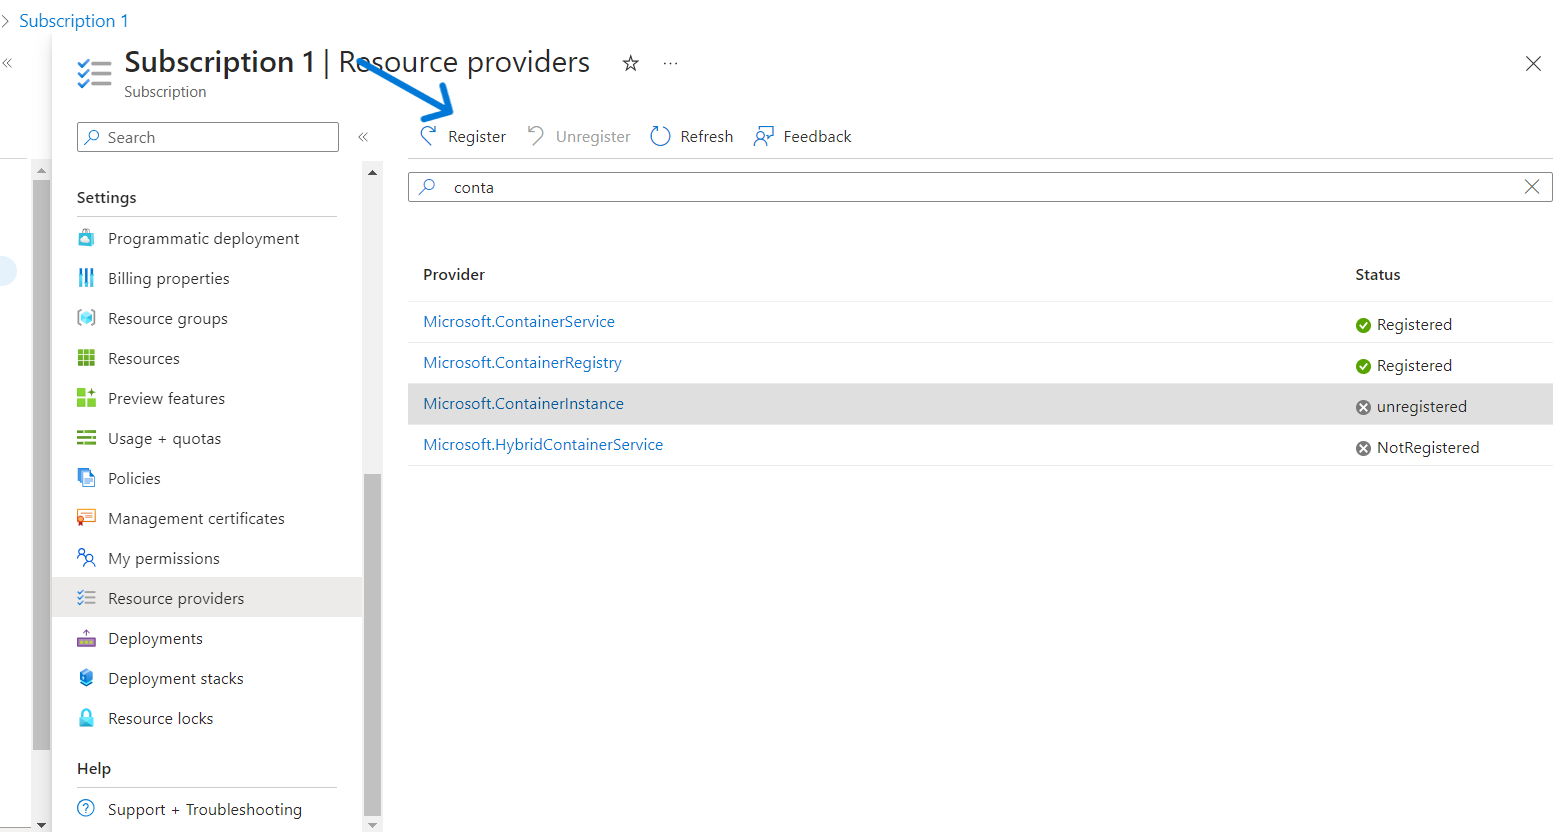 Subscription 1
Subscription 1 | Resource providers
Subscription
Search
Register Unregister Refresh Feedback
conta
Settings
Programmatic deployment
Billing properties
Resource groups
Resources
Preview features
Usage + quotas
Policies
Management certificates
My permissions
Resource providers
Deployments
Deployment stacks
Resource locks
Help
Support + Troubleshooting
Provider Status
Microsoft.ContainerService Registered
Microsoft.ContainerRegistry Registered
Microsoft.ContainerInstance unregistered
Microsoft.HybridContainerService NotRegistered